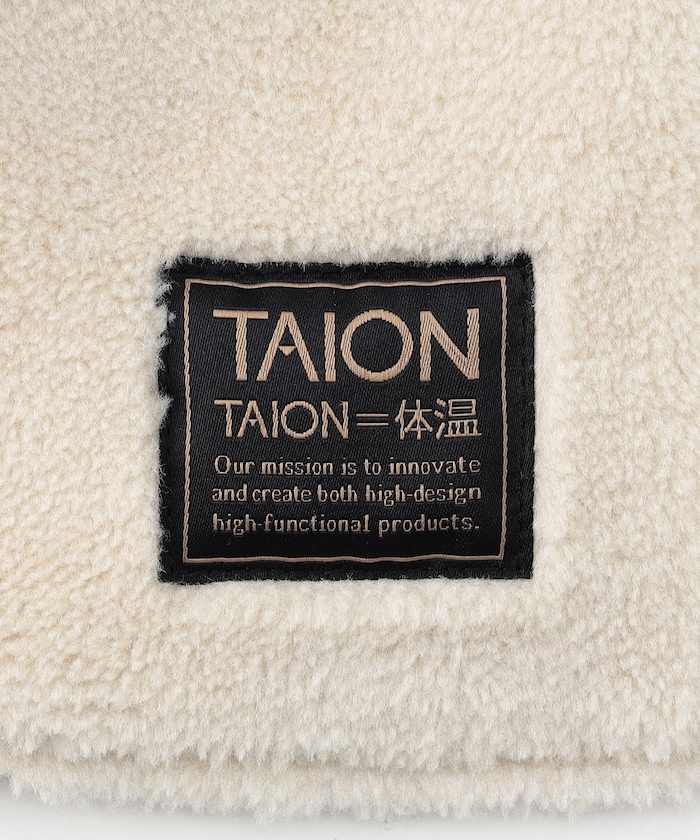 TAION
TAION=体温
Our mission is to innovate
and create both high-design
high-functional products.